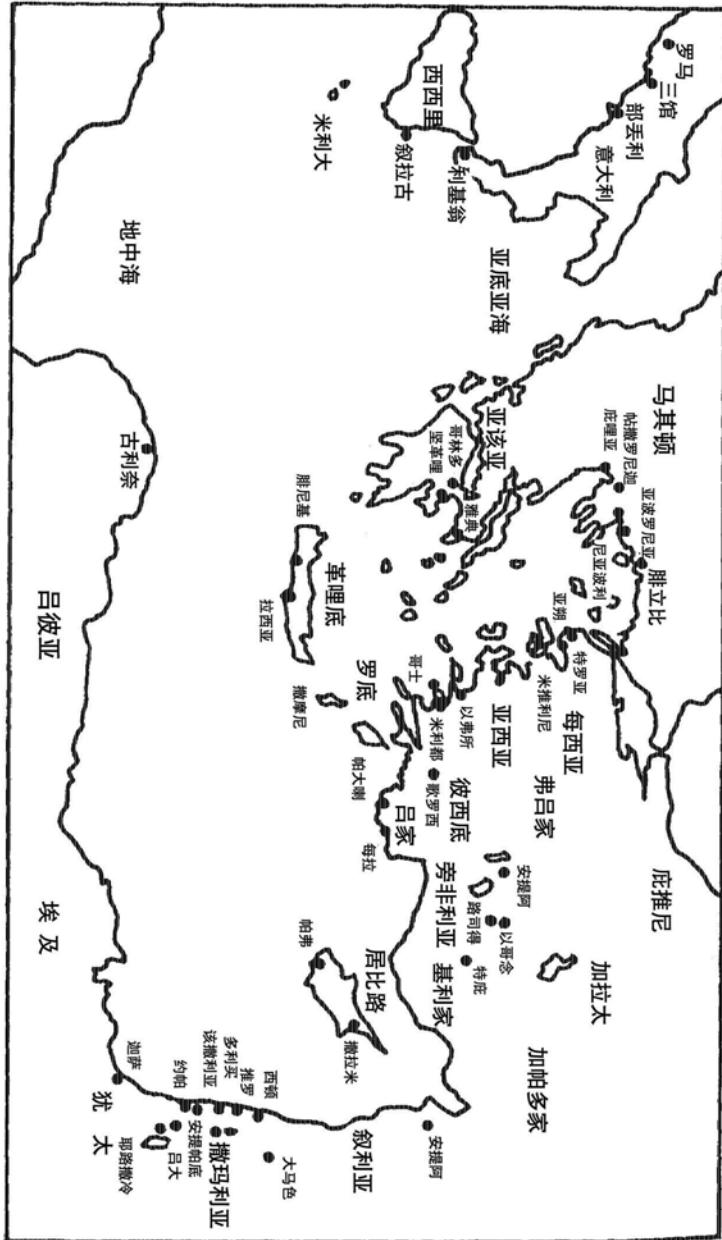 罗马
三馆
部丢利
意大利
西西里
利基翁
叙拉古
米利大
地中海
亚底亚海
马其顿
帖撒罗尼迦
庇哩亚
亚波罗尼亚
腓立比
尼亚波利
亚该亚
哥林多
坚革哩
雅典
古利奈
腓尼基
革哩底
拉西亚
吕彼亚
亚朔
特罗亚
米推利尼
每西亚
亚西亚
以弗所
哥士
米利都
罗底
撒摩尼
帕大喇
吕家
每拉
歌罗西
彼西底
弗吕家
庇推尼
安提阿
旁非利亚
路司得
以哥念
特庇
基利家
加拉太
加帕多家
埃及
帕弗
居比路
撒拉米
安提阿
叙利亚
西顿
推罗
多利买
该撒利亚
约帕
迦萨
犹太
大马色
撒玛利亚
安提帕底
吕大
耶路撒冷